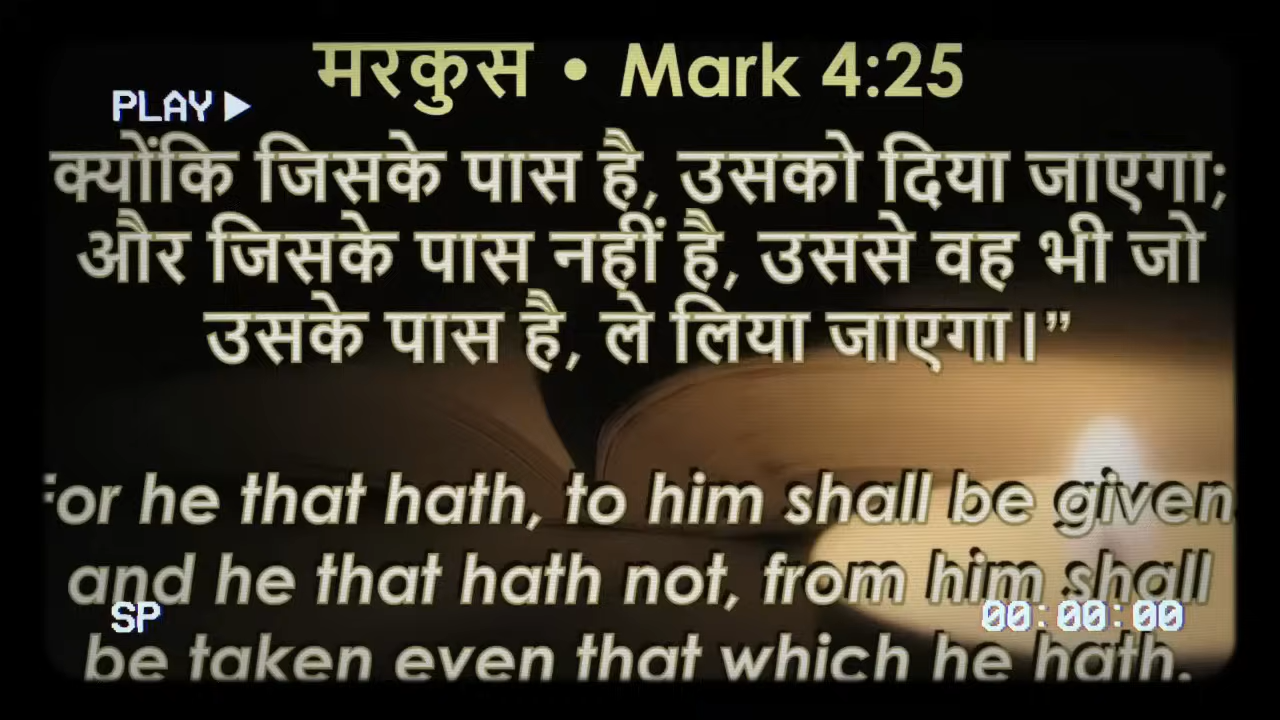 मरकुस • Mark 4:25
PLAY
क्योंकि जिसके पास है, उसको दिया जाएगा;
और जिसके पास नहीं है, उससे वह भी जो
उसके पास है, ले लिया जाएगा।”
For he that hath, to him shall be given
and he that hath not, from him shall
SP 00:00:00
be taken even that which he hath.